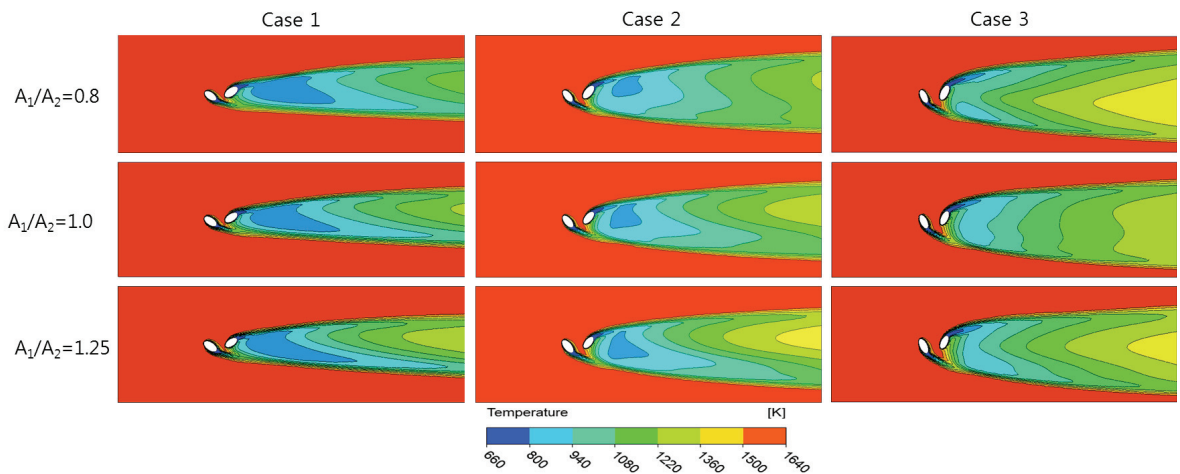 Case 1 Case 2 Case 3
A₁/A₂=0.8
A₁/A₂=1.0
A₁/A₂=1.25
Temperature [K]
660 800 940 1080 1220 1360 1500 1640